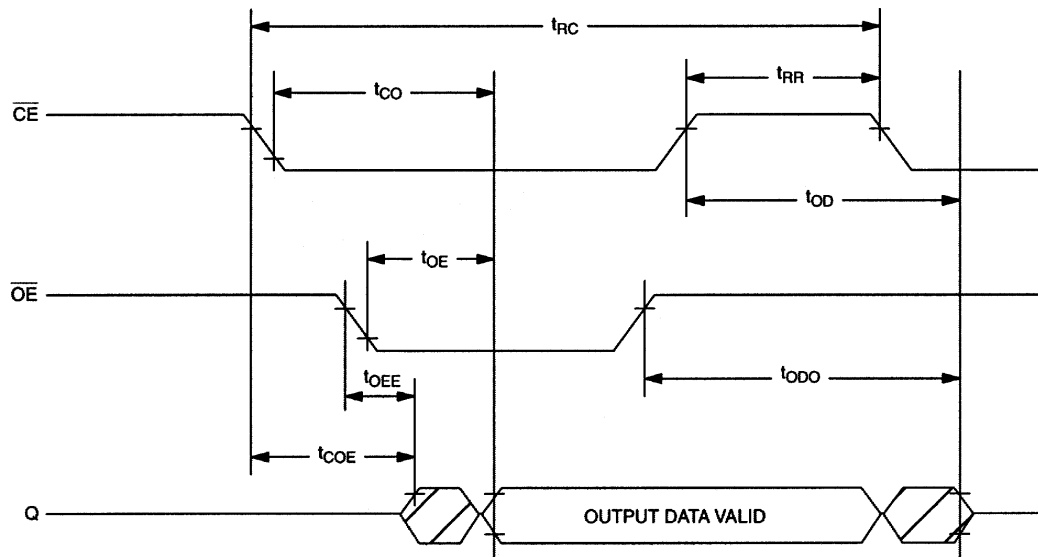 tRC
tCO
tRR
CE
tOD
tOE
OE
tOEE
tODO
tCOE
Q
OUTPUT DATA VALID